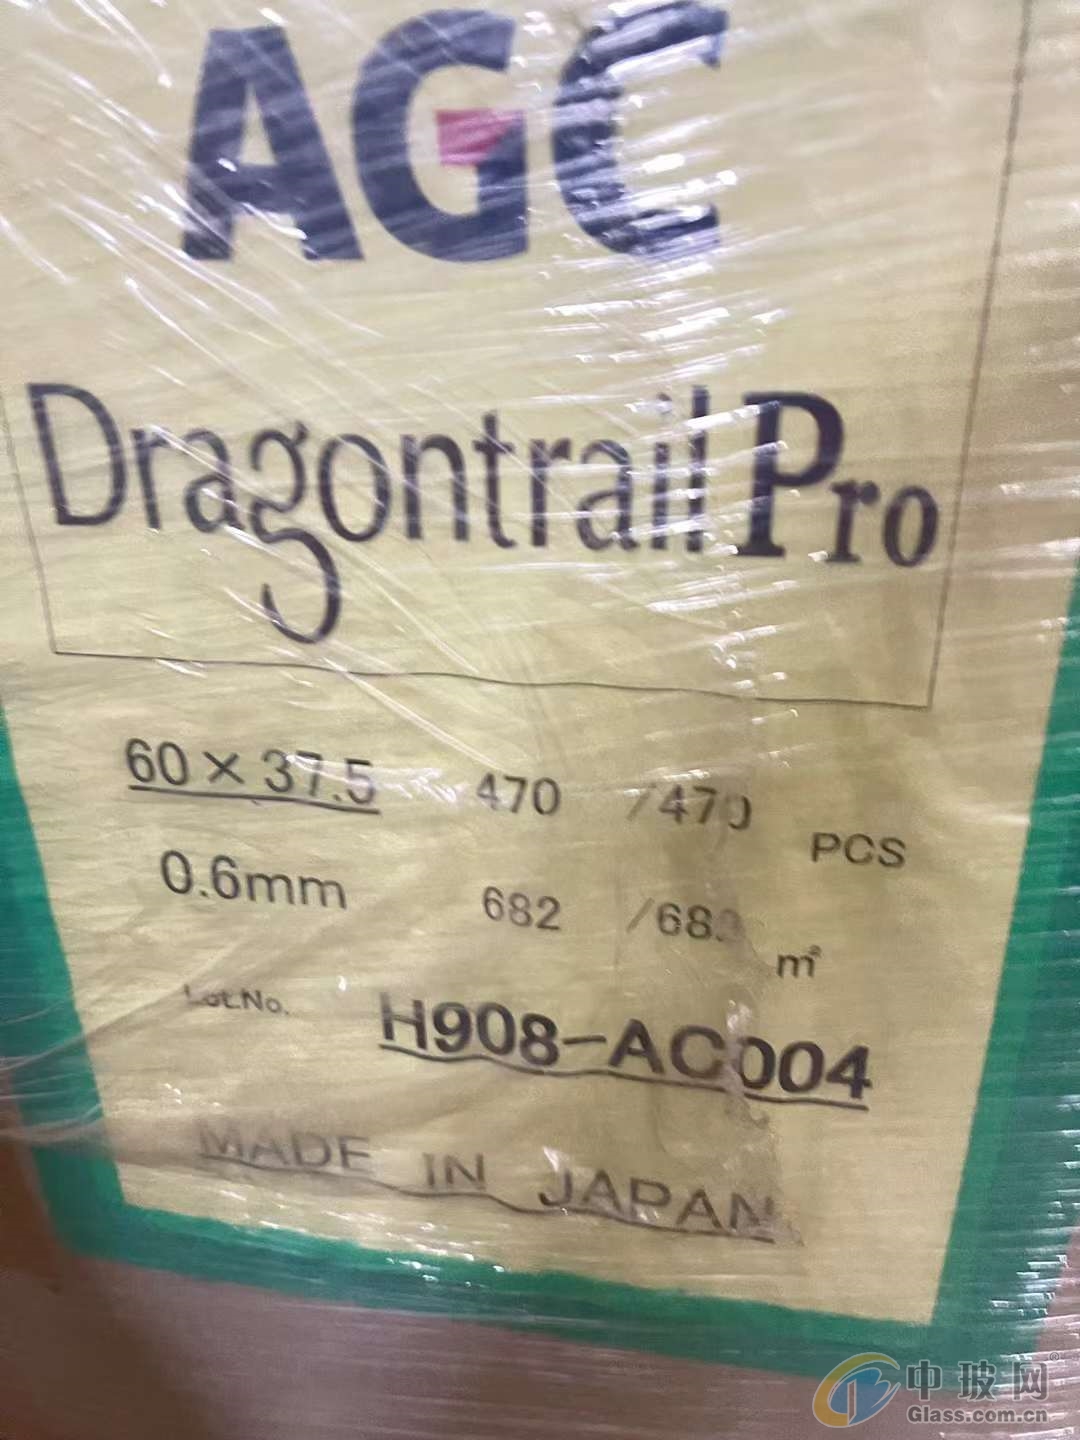 AGC
Dragontrail Pro
60 × 37.5 470 /470 PCS
0.6mm 682 /682 m²
Lot.No. H908-AC004
MADE IN JAPAN
中玻网
Glass.com.cn